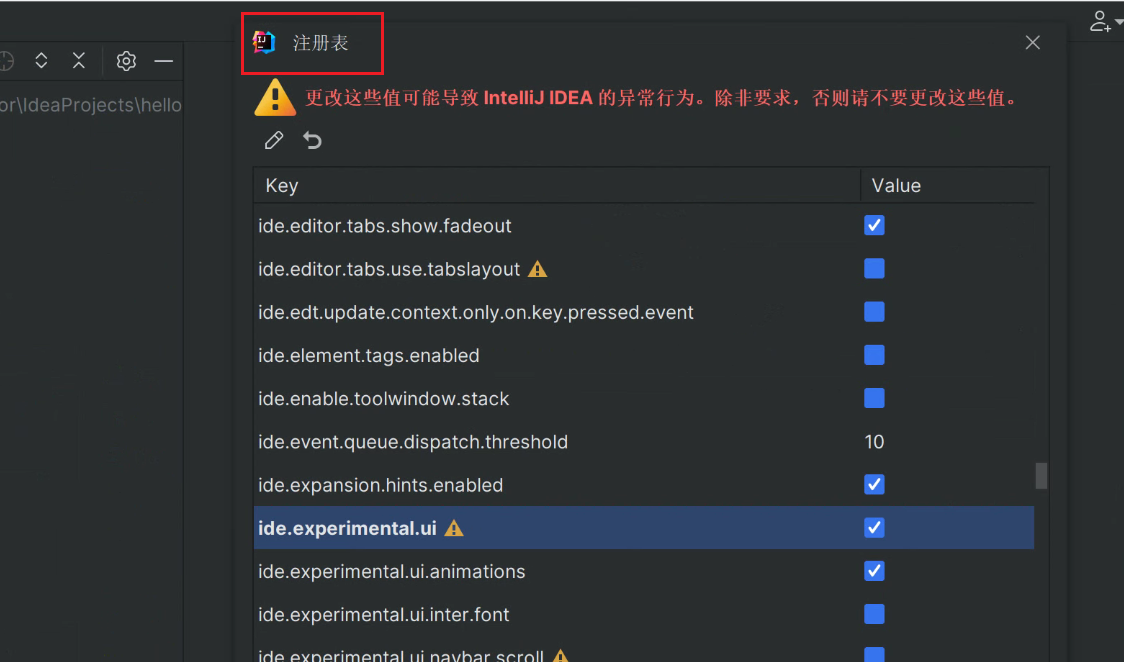 注册表
or\IdeaProjects\hello
更改这些值可能导致 IntelliJ IDEA 的异常行为。除非要求，否则请不要更改这些值。
Key Value
ide.editor.tabs.show.fadeout
ide.editor.tabs.use.tabslayout
ide.edt.update.context.only.on.key.pressed.event
ide.element.tags.enabled
ide.enable.toolwindow.stack
ide.event.queue.dispatch.threshold 10
ide.expansion.hints.enabled
ide.experimental.ui
ide.experimental.ui.animations
ide.experimental.ui.inter.font
ide.experimental.ui.navbar.scroll